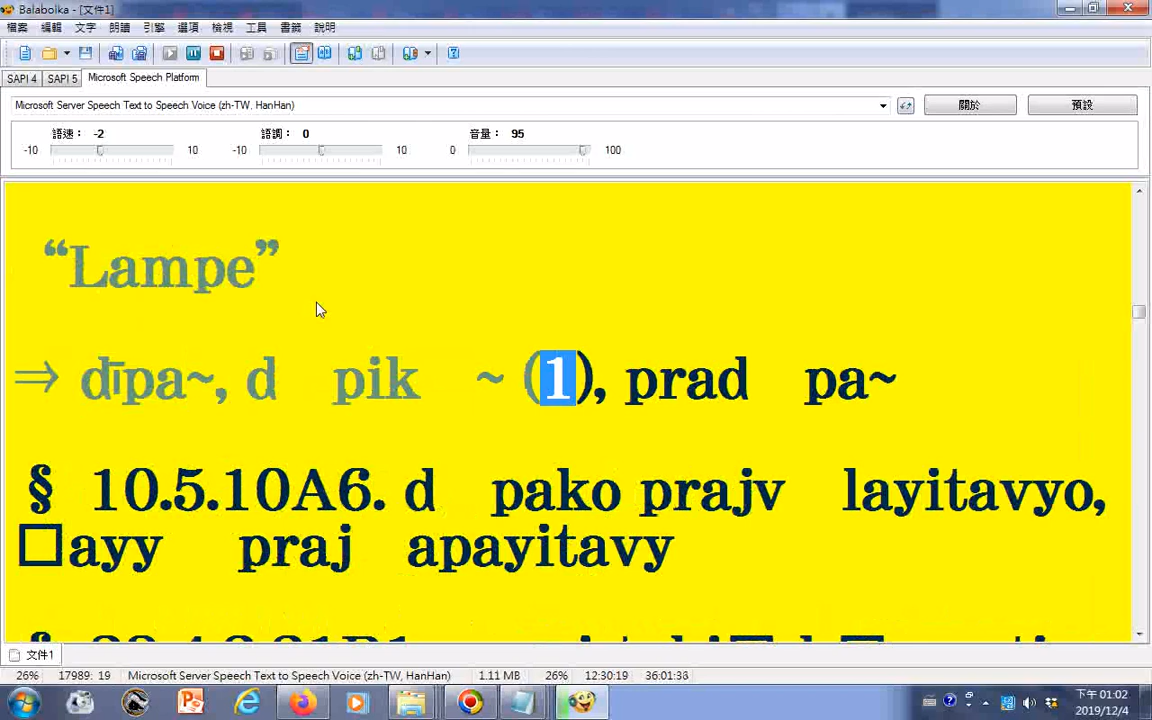 Balabolka - [文件1]
檔案 編輯 文字 朗讀 引擎 選項 檢視 工具 書籤 說明
SAPI 4 SAPI 5 Microsoft Speech Platform
Microsoft Server Speech Text to Speech Voice (zh-TW, HanHan) 關於 預設
語速： -2 語調： 0 音量： 95
-10 10 -10 10 0 100
“Lampe”
⇒ dīpa~, d pik ~ (1), prad pa~
§ 10.5.10A6. d pako prajv layitavyo,
□ayy praj apayitavy
文件1
26% 17989: 19 Microsoft Server Speech Text to Speech Voice (zh-TW, HanHan) 1.11 MB 26% 12:30:19 36:01:33
下午 01:02
2019/12/4